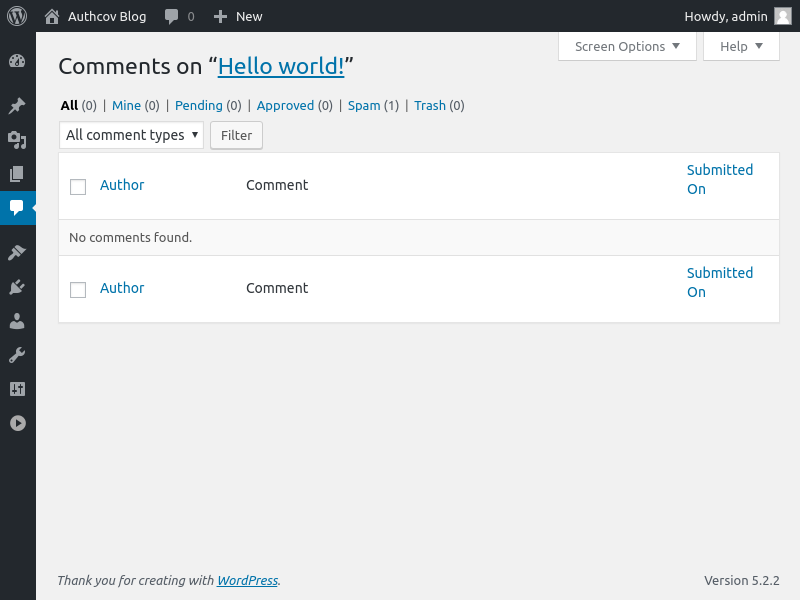 Authcov Blog 0 New Howdy, admin
Screen Options Help
Comments on “Hello world!”
All (0) | Mine (0) | Pending (0) | Approved (0) | Spam (1) | Trash (0)
All comment types Filter
Author Comment Submitted On
No comments found.
Author Comment Submitted On
Thank you for creating with WordPress. Version 5.2.2